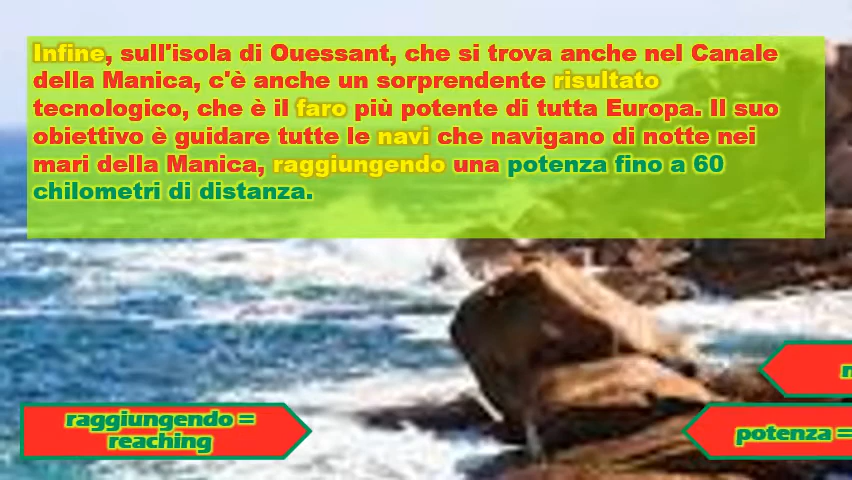 Infine, sull'isola di Ouessant, che si trova anche nel Canale
della Manica, c'è anche un sorprendente risultato
tecnologico, che è il faro più potente di tutta Europa. Il suo
obiettivo è guidare tutte le navi che navigano di notte nei
mari della Manica, raggiungendo una potenza fino a 60
chilometri di distanza.
raggiungendo =
reaching
potenza =